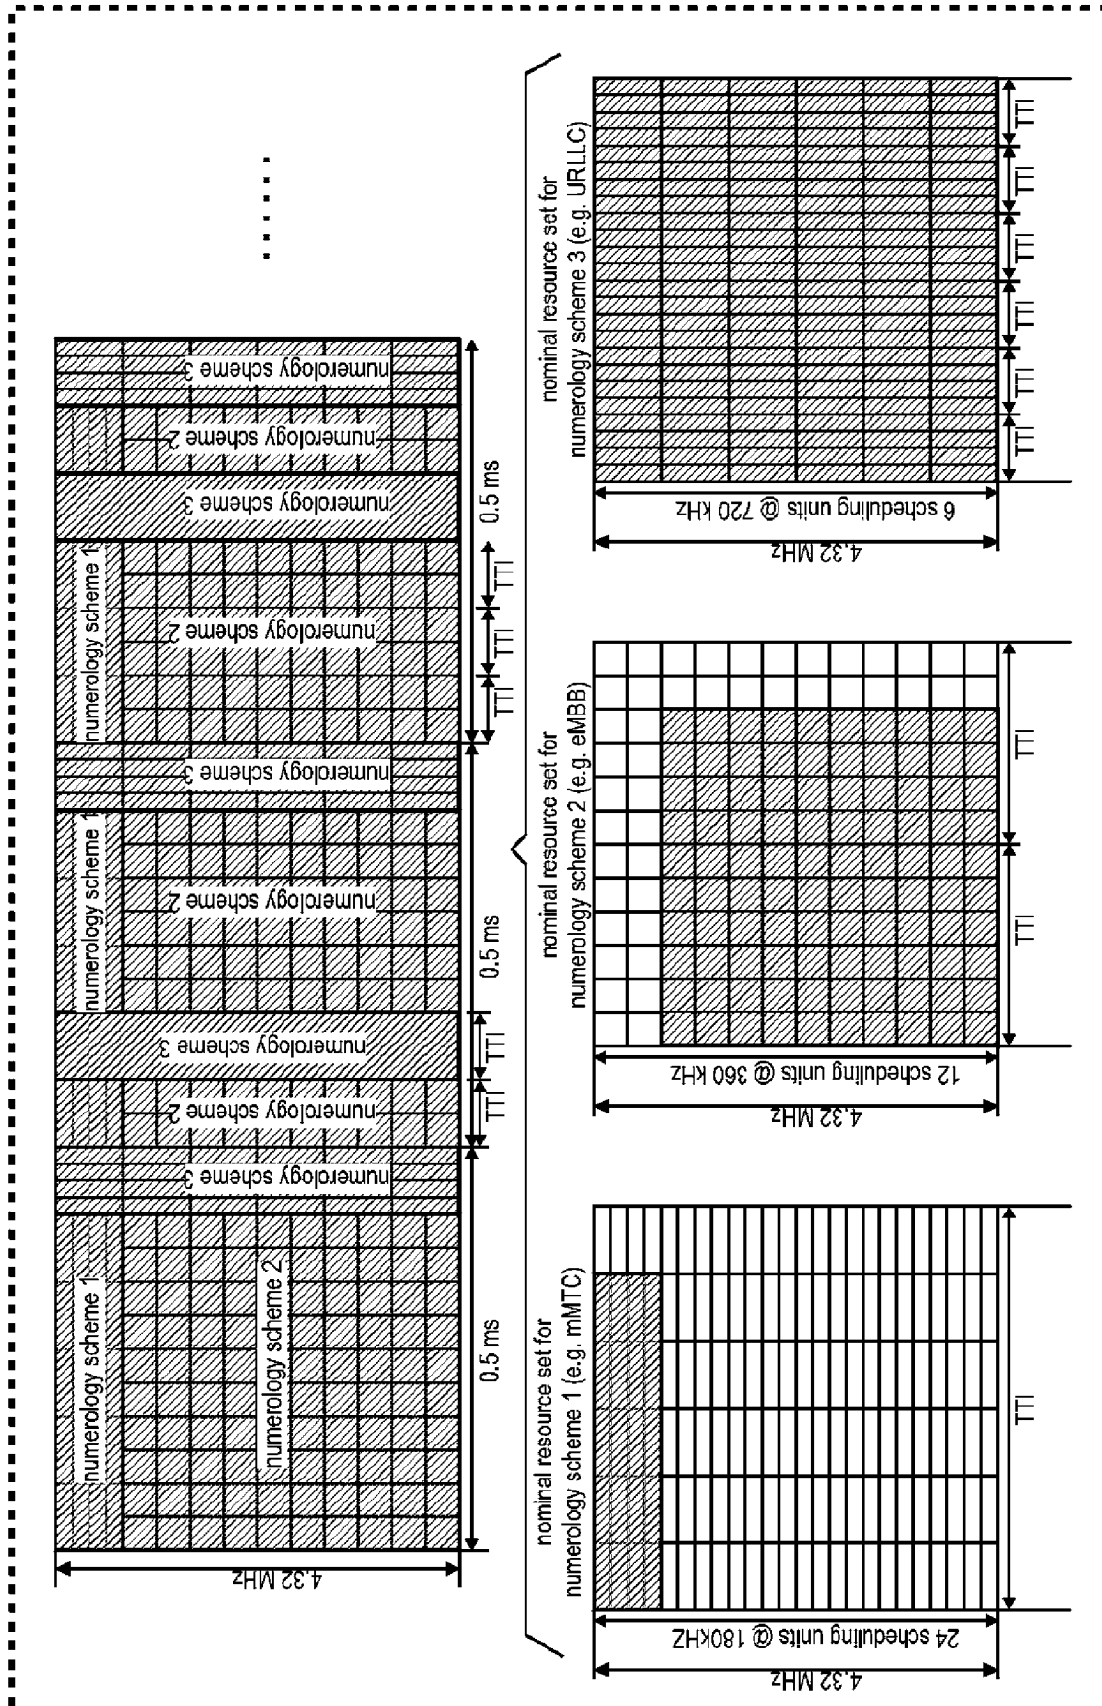 4.32 MHz
numerology scheme 1
numerology scheme 2
numerology scheme 3
numerology scheme 2
numerology scheme 3
numerology scheme 1
numerology scheme 2
numerology scheme 3
numerology scheme 1
numerology scheme 2
numerology scheme 3
numerology scheme 2
numerology scheme 3
......
0.5 ms
TTI
TTI
0.5 ms
TTI
TTI
TTI
0.5 ms
nominal resource set for
numerology scheme 1 (e.g. mMTC)
4.32 MHz
24 scheduling units @ 180kHZ
TTI
nominal resource set for
numerology scheme 2 (e.g. eMBB)
4.32 MHz
12 scheduling units @ 360 kHz
TTI
TTI
nominal resource set for
numerology scheme 3 (e.g. URLLC)
4.32 MHz
6 scheduling units @ 720 kHz
TTI
TTI
TTI
TTI
TTI
TTI